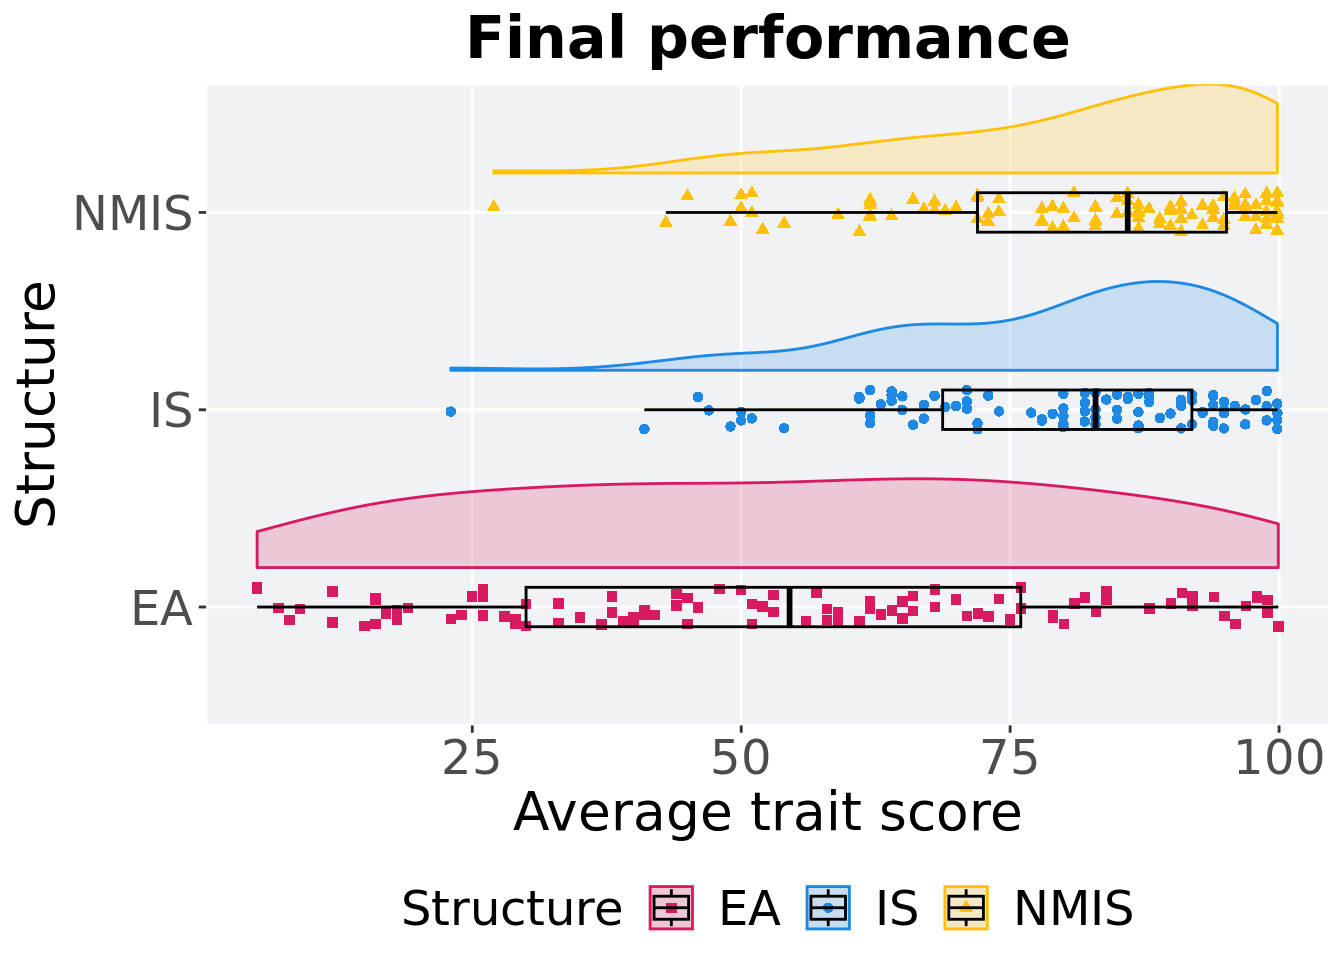 Final performance
Structure
NMIS
IS
EA
25 50 75 100
Average trait score
Structure EA IS NMIS